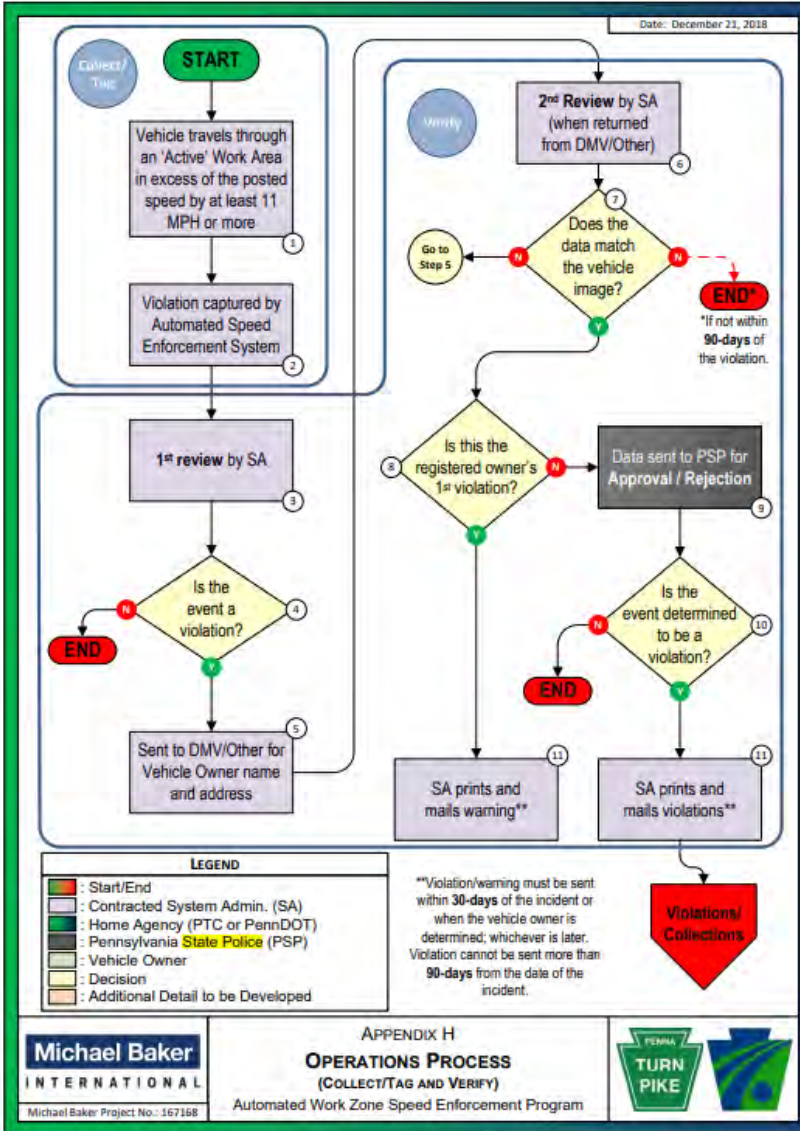 Date: December 21, 2018
Collect/
Tag
START
Vehicle travels through
an 'Active' Work Area
in excess of the posted
speed by at least 11
MPH or more
1
Violation captured by
Automated Speed
Enforcement System
2
1st review by SA
3
Is the
event a
violation?
4
N
END
Y
5
Sent to DMV/Other for
Vehicle Owner name
and address
Verify
2nd Review by SA
(when returned
from DMV/Other)
6
7
Does the
data match
the vehicle
image?
N
Go to
Step 5
N
END*
*If not within
90-days of
the violation.
Y
8
Is this the
registered owner's
1st violation?
N
Data sent to PSP for
Approval / Rejection
9
Y
Is the
event determined
to be a
violation?
10
N
END
Y
11
SA prints and
mails warning**
11
SA prints and
mails violations**
LEGEND
: Start/End
: Contracted System Admin. (SA)
: Home Agency (PTC or PennDOT)
: Pennsylvania State Police (PSP)
: Vehicle Owner
: Decision
: Additional Detail to be Developed
**Violation/warning must be sent
within 30-days of the incident or
when the vehicle owner is
determined; whichever is later.
Violation cannot be sent more than
90-days from the date of the
incident.
Violations/
Collections
Michael Baker
INTERNATIONAL
Michael Baker Project No.: 167168
APPENDIX H
OPERATIONS PROCESS
(COLLECT/TAG AND VERIFY)
Automated Work Zone Speed Enforcement Program
PENNA
TURN
PIKE